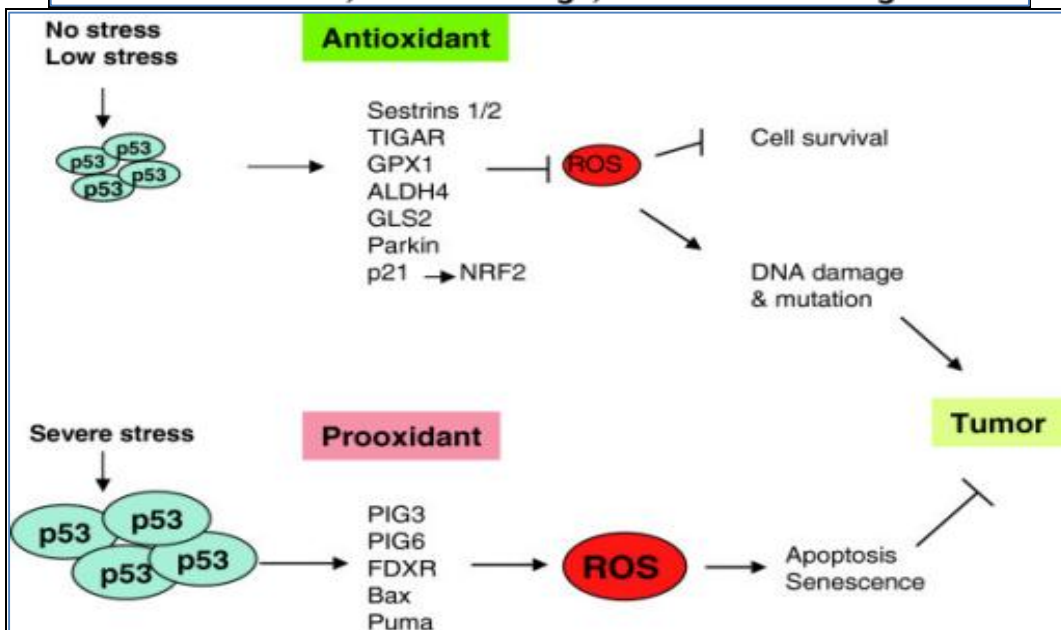 No stress
Low stress
Antioxidant
p53
p53
p53
p53
Sestrins 1/2
TIGAR
GPX1
ALDH4
GLS2
Parkin
p21 → NRF2
ROS
Cell survival
DNA damage
& mutation
Tumor
Severe stress
Prooxidant
p53
p53
p53
p53
PIG3
PIG6
FDXR
Bax
Puma
ROS
Apoptosis
Senescence